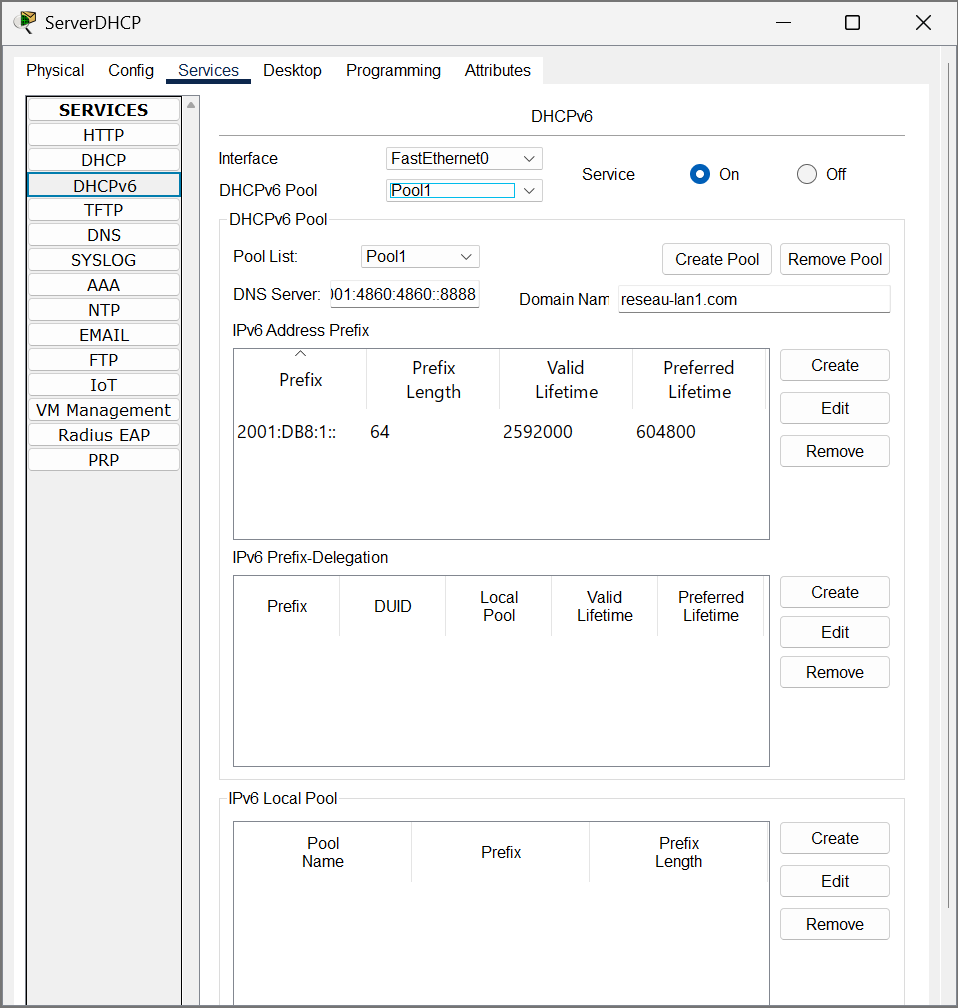 ServerDHCP
Physical Config Services Desktop Programming Attributes
SERVICES
HTTP
DHCP
DHCPv6
TFTP
DNS
SYSLOG
AAA
NTP
EMAIL
FTP
IoT
VM Management
Radius EAP
PRP
DHCPv6
Interface FastEthernet0
Service On Off
DHCPv6 Pool Pool1
DHCPv6 Pool
Pool List: Pool1 Create Pool Remove Pool
DNS Server: 001:4860:4860::8888 Domain Nam reseau-lan1.com
IPv6 Address Prefix
Prefix Prefix Length Valid Lifetime Preferred Lifetime
2001:DB8:1:: 64 2592000 604800
Create
Edit
Remove
IPv6 Prefix-Delegation
Prefix DUID Local Pool Valid Lifetime Preferred Lifetime
Create
Edit
Remove
IPv6 Local Pool
Pool Name Prefix Prefix Length
Create
Edit
Remove